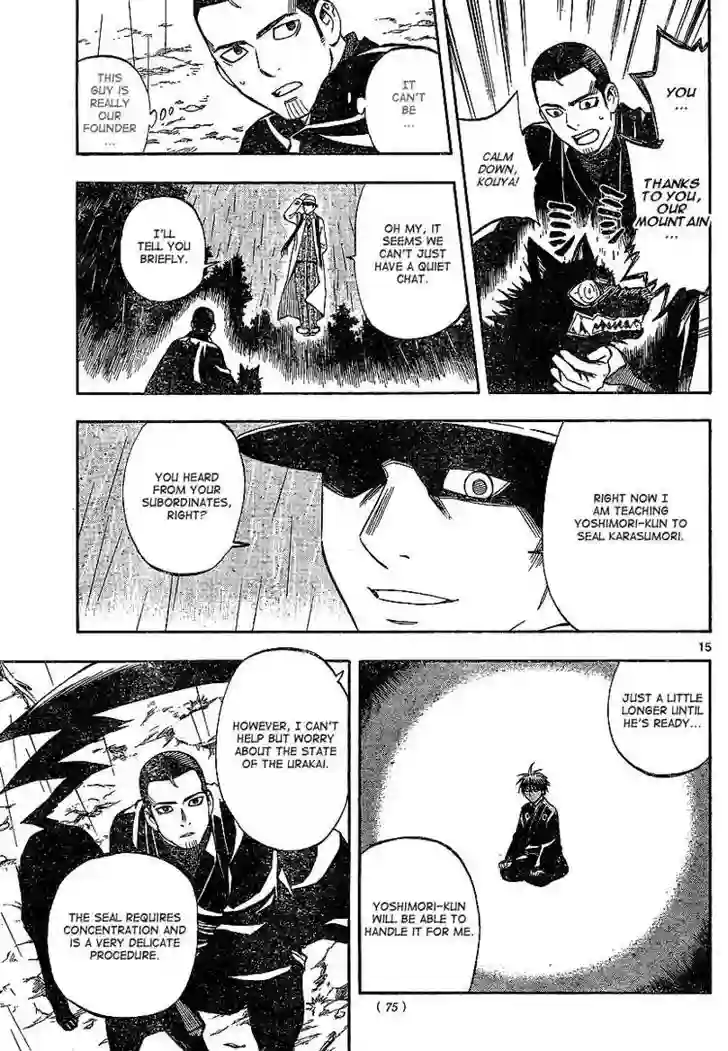 YOU
...
THANKS
TO YOU,
OUR
MOUNTAIN
...
CALM
DOWN,
KOUYA!
IT
CAN'T
BE ...
THIS
GUY IS
REALLY
OUR
FOUNDER
...
OH MY, IT
SEEMS WE
CAN'T JUST
HAVE A QUIET
CHAT.
I'LL
TELL YOU
BRIEFLY.
RIGHT NOW I
AM TEACHING
YOSHIMORI-KUN TO
SEAL KARASUMORI.
YOU HEARD
FROM YOUR
SUBORDINATES,
RIGHT?
15
JUST A LITTLE
LONGER UNTIL
HE'S READY...
YOSHIMORI-KUN
WILL BE ABLE TO
HANDLE IT FOR ME.
HOWEVER, I CAN'T
HELP BUT WORRY
ABOUT THE STATE
OF THE URAKAI.
THE SEAL REQUIRES
CONCENTRATION AND
IS A VERY DELICATE
PROCEDURE.
( 75 )